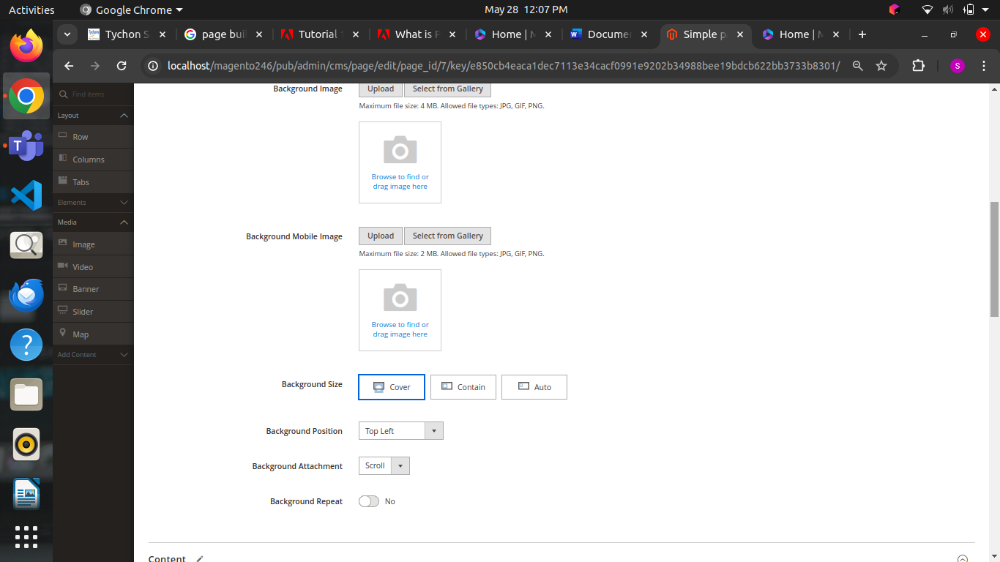 Activities
Google Chrome
May 28 12:07 PM
Tychon S
page buil
Tutorial
What is
Home |
Docume
Simple p
Home |
localhost/magento246/pub/admin/cms/page/edit/page_id/7/key/e850cb4eaca1dec7113e34cacf0991e9202b34988bee19bdcb622bb3733b8301/
S
Find items
Layout
Row
Columns
Tabs
Elements
Media
Image
Video
Banner
Slider
Map
Add Content
Background Image
Upload
Select from Gallery
Maximum file size: 4 MB. Allowed file types: JPG, GIF, PNG.
Browse to find or
drag image here
Background Mobile Image
Upload
Select from Gallery
Maximum file size: 2 MB. Allowed file types: JPG, GIF, PNG.
Browse to find or
drag image here
Background Size
Cover
Contain
Auto
Background Position
Top Left
Background Attachment
Scroll
Background Repeat
No
Content